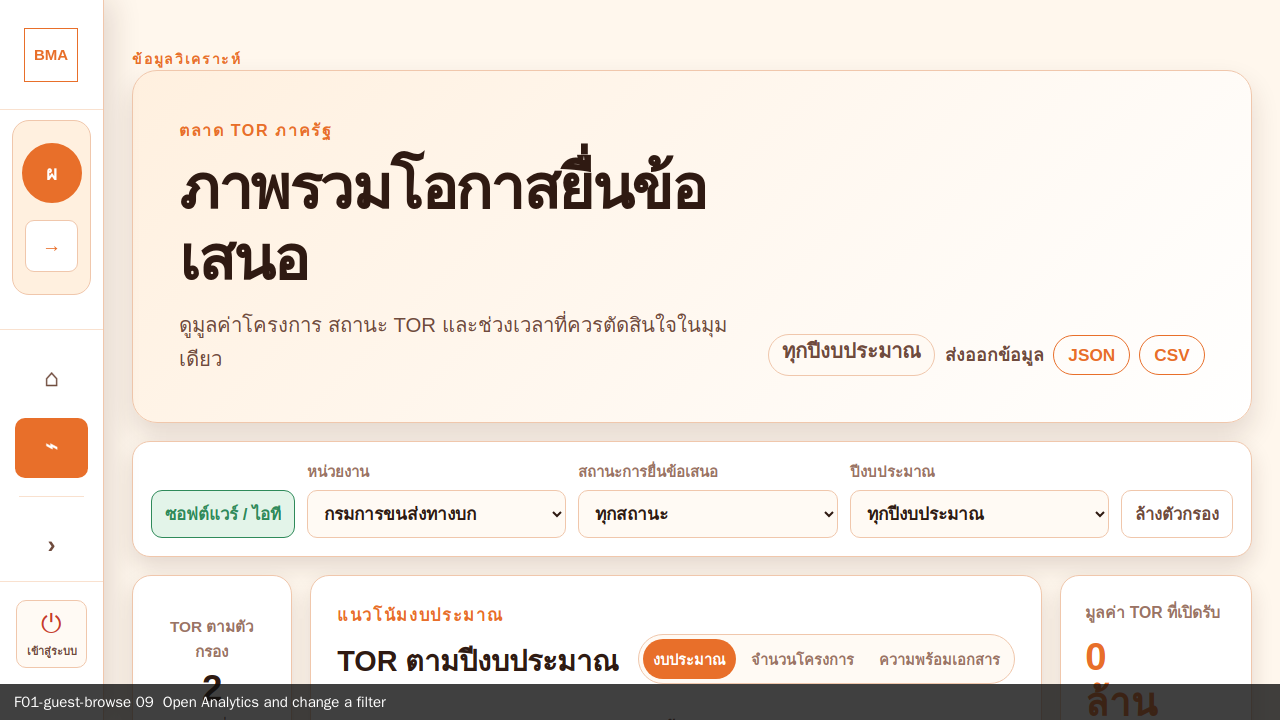 BMA
ผ
→
เข้าสู่ระบบ
ข้อมูลวิเคราะห์
ตลาด TOR ภาครัฐ
ภาพรวมโอกาสยื่นข้อ
เสนอ
ดูมูลค่าโครงการ สถานะ TOR และช่วงเวลาที่ควรตัดสินใจในมุม
เดียว
ทุกปีงบประมาณ
ส่งออกข้อมูล
JSON
CSV
ซอฟต์แวร์ / ไอที
หน่วยงาน
กรมการขนส่งทางบก
สถานะการยื่นข้อเสนอ
ทุกสถานะ
ปีงบประมาณ
ทุกปีงบประมาณ
ล้างตัวกรอง
TOR ตามตัว
กรอง
2
แนวโน้มงบประมาณ
TOR ตามปีงบประมาณ
งบประมาณ
จำนวนโครงการ
ความพร้อมเอกสาร
มูลค่า TOR ที่เปิดรับ
0
ล้าน
F01-guest-browse 09 Open Analytics and change a filter